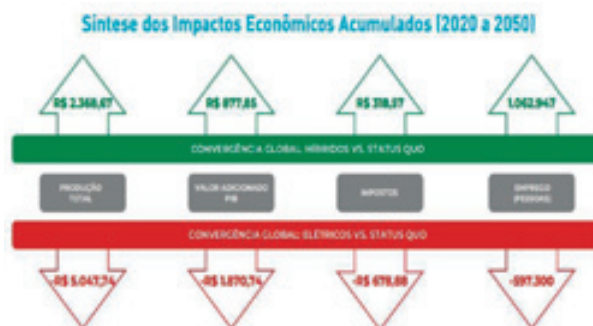 Síntese dos Impactos Econômicos Acumulados (2020 a 2050)
R$ 2.368,67 R$ 877,85 R$ 318,57 1.062.947
CONVERGÊNCIA GLOBAL: HÍBRIDOS VS. STATUS QUO
PRODUÇÃO TOTAL
VALOR ADICIONADO PIB
IMPOSTOS
EMPREGO (PESSOAS)
CONVERGÊNCIA GLOBAL: ELÉTRICOS VS. STATUS QUO
-R$ 5.047,74 -R$ 1.870,74 -R$ 679,88 -597.300